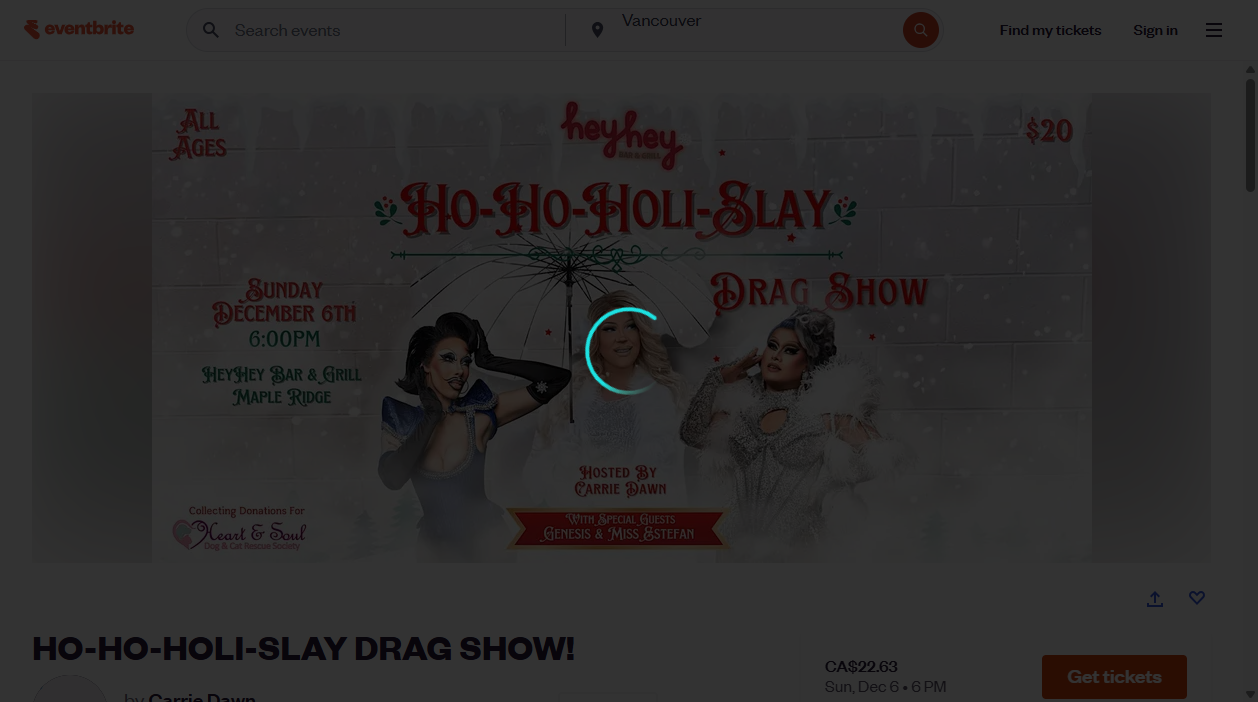 eventbrite
Search events
Vancouver
Find my tickets
Sign in
ALL
AGES
heyhey
BAR & GRILL
$20
HO-HO-HOLI-SLAY
DRAG SHOW
SUNDAY
DECEMBER 6TH
6:00PM
HEYHEY BAR & GRILL
MAPLE RIDGE
HOSTED BY
CARRIE DAWN
WITH SPECIAL GUESTS
GENESIS & MISS ESTEFAN
Collecting Donations For
Heart & Soul
Dog & Cat Rescue Society
HO-HO-HOLI-SLAY DRAG SHOW!
by Carrie Dawn
CA$22.63
Sun, Dec 6 • 6 PM
Get tickets